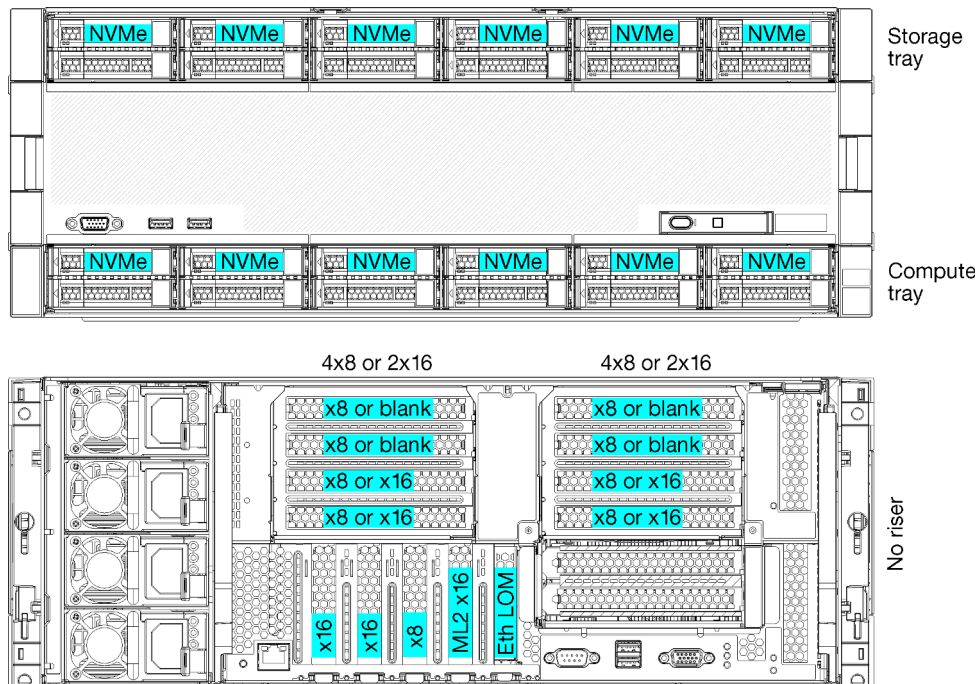 NVMe NVMe NVMe NVMe NVMe NVMe
Storage
tray
NVMe NVMe NVMe NVMe NVMe NVMe
Compute
tray
4x8 or 2x16 4x8 or 2x16
x8 or blank x8 or blank
x8 or blank x8 or blank
x8 or x16 x8 or x16
x8 or x16 x8 or x16
No riser
x16
x16
x8
ML2 x16
Eth LOM